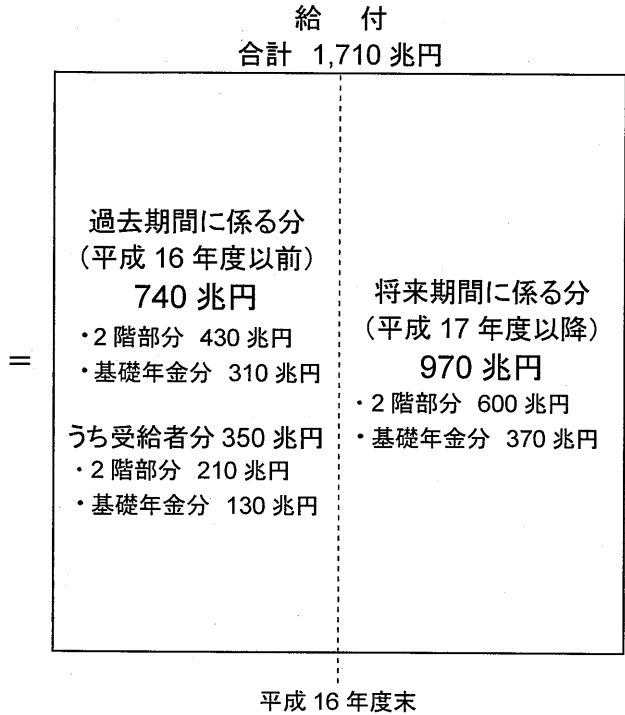 給 付
合計 1,710 兆円
過去期間に係る分
（平成 16 年度以前）
740 兆円
・2 階部分 430 兆円
・基礎年金分 310 兆円
うち受給者分 350 兆円
・2 階部分 210 兆円
・基礎年金分 130 兆円
＝
将来期間に係る分
（平成 17 年度以降）
970 兆円
・2 階部分 600 兆円
・基礎年金分 370 兆円
平成 16 年度末